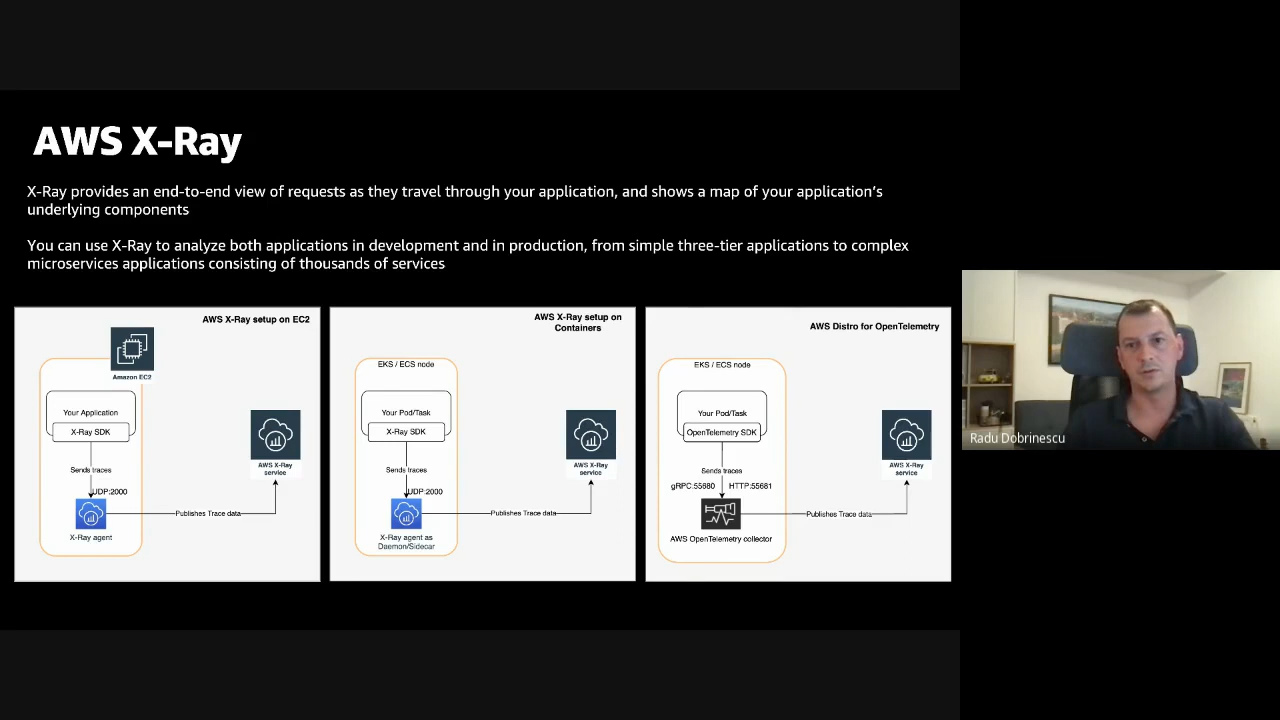 AWS X-Ray
X-Ray provides an end-to-end view of requests as they travel through your application, and shows a map of your application's
underlying components
You can use X-Ray to analyze both applications in development and in production, from simple three-tier applications to complex
microservices applications consisting of thousands of services
AWS X-Ray setup on EC2
Amazon EC2
Your Application
X-Ray SDK
Sends traces
UDP:2000
X-Ray agent
Publishes Trace data
AWS X-Ray
service
AWS X-Ray setup on
Containers
EKS / ECS node
Your Pod/Task
X-Ray SDK
Sends traces
UDP:2000
X-Ray agent as
Daemon/Sidecar
Publishes Trace data
AWS X-Ray
service
AWS Distro for OpenTelemetry
EKS / ECS node
Your Pod/Task
OpenTelemetry SDK
Sends traces
gRPC:55680 HTTP:55681
AWS OpenTelemetry collector
Publishes Trace data
AWS X-Ray
service
Radu Dobrinescu